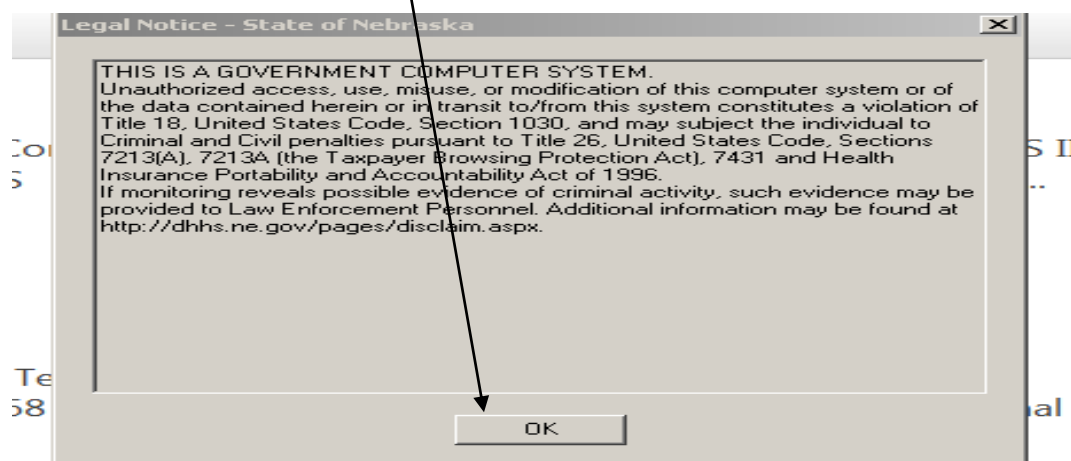 Legal Notice - State of Nebraska
THIS IS A GOVERNMENT COMPUTER SYSTEM.
Unauthorized access, use, misuse, or modification of this computer system or of
the data contained herein or in transit to/from this system constitutes a violation of
Title 18, United States Code, Section 1030, and may subject the individual to
Criminal and Civil penalties pursuant to Title 26, United States Code, Sections
7213(A), 7213A (the Taxpayer Browsing Protection Act), 7431 and Health
Insurance Portability and Accountability Act of 1996.
If monitoring reveals possible evidence of criminal activity, such evidence may be
provided to Law Enforcement Personnel. Additional information may be found at
http://dhhs.ne.gov/pages/disclaim.aspx.
Te
OK